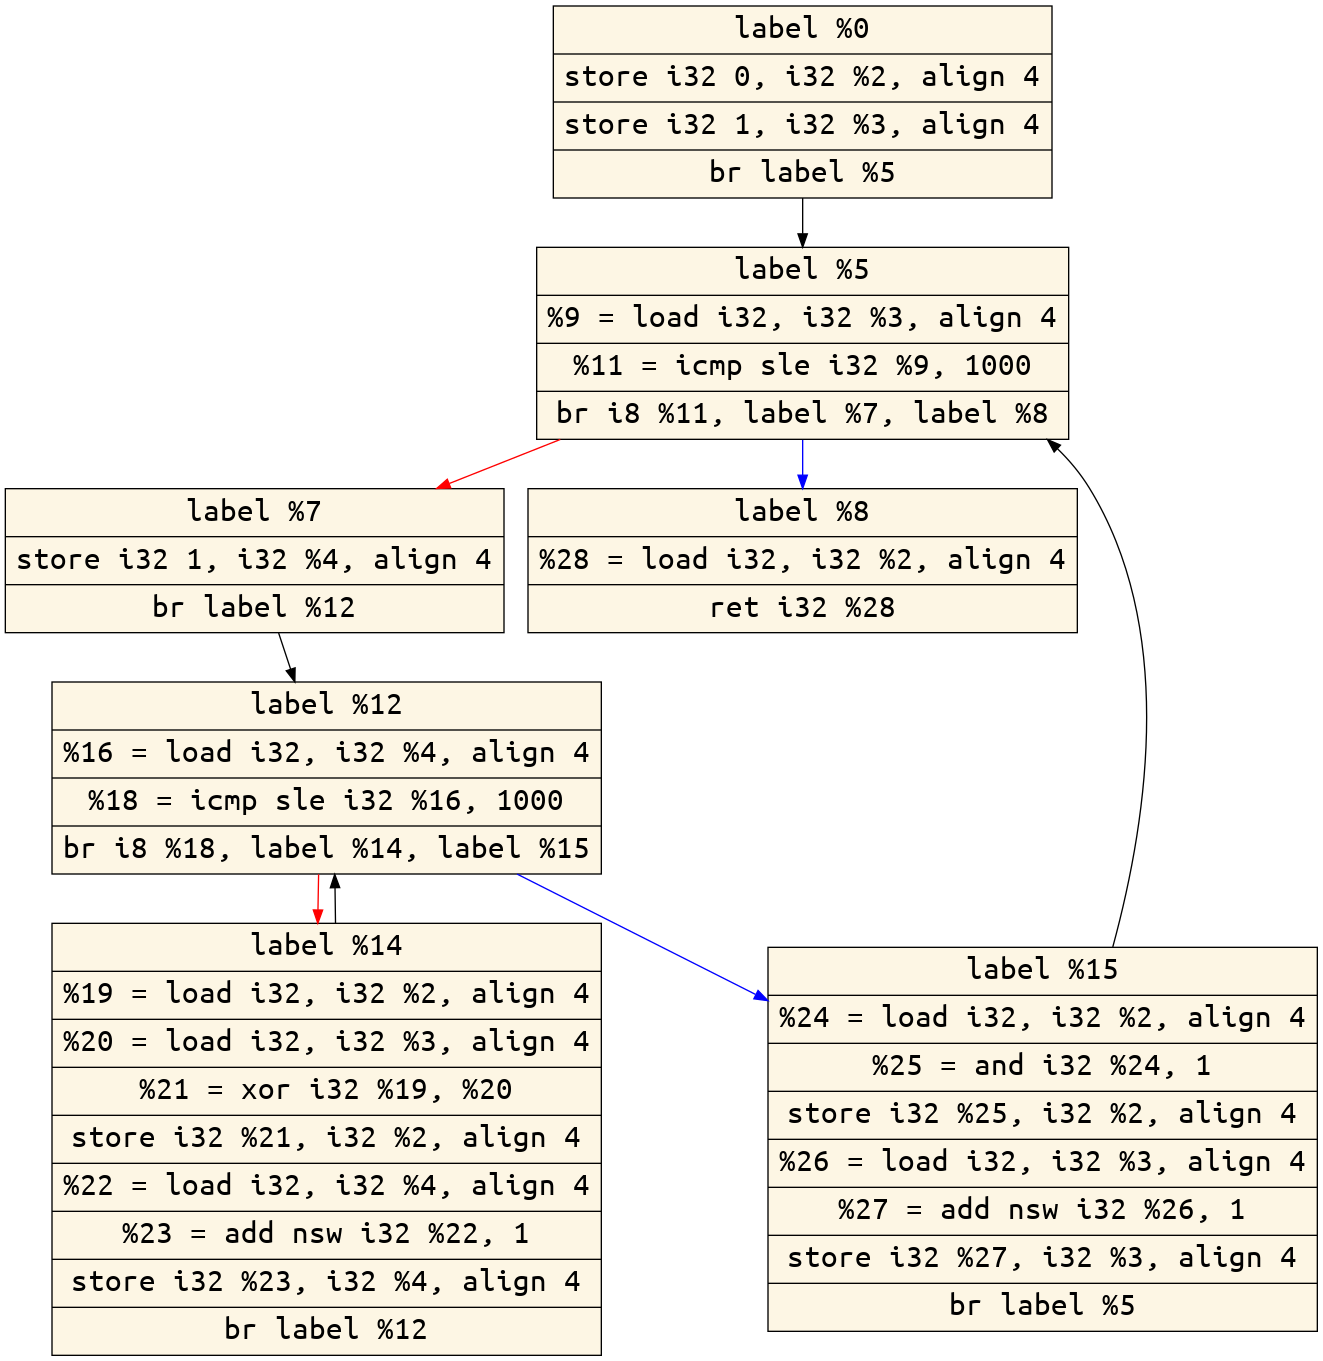 label %0
store i32 0, i32 %2, align 4
store i32 1, i32 %3, align 4
br label %5
label %5
%9 = load i32, i32 %3, align 4
%11 = icmp sle i32 %9, 1000
br i8 %11, label %7, label %8
label %7
store i32 1, i32 %4, align 4
br label %12
label %8
%28 = load i32, i32 %2, align 4
ret i32 %28
label %12
%16 = load i32, i32 %4, align 4
%18 = icmp sle i32 %16, 1000
br i8 %18, label %14, label %15
label %14
%19 = load i32, i32 %2, align 4
%20 = load i32, i32 %3, align 4
%21 = xor i32 %19, %20
store i32 %21, i32 %2, align 4
%22 = load i32, i32 %4, align 4
%23 = add nsw i32 %22, 1
store i32 %23, i32 %4, align 4
br label %12
label %15
%24 = load i32, i32 %2, align 4
%25 = and i32 %24, 1
store i32 %25, i32 %2, align 4
%26 = load i32, i32 %3, align 4
%27 = add nsw i32 %26, 1
store i32 %27, i32 %3, align 4
br label %5